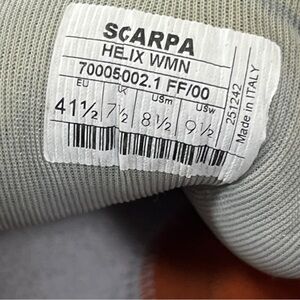 SCARPA
HELIX WMN
70005002.1 FF/00
EU UK USm USw
41½ 7½ 8½ 9½
251242
Made in ITALY